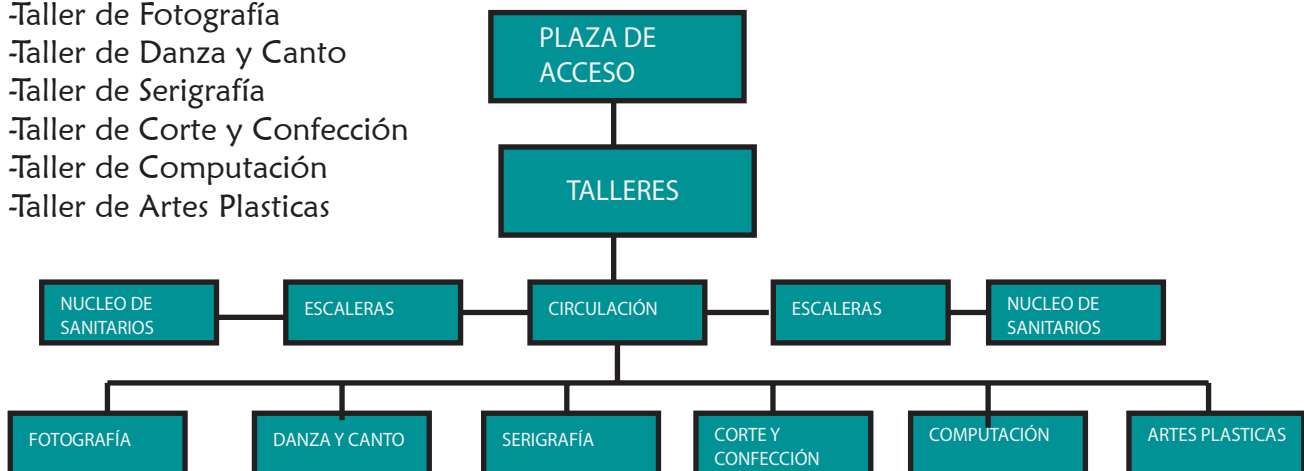 -Taller de Fotografía
-Taller de Danza y Canto
-Taller de Serigrafía
-Taller de Corte y Confección
-Taller de Computación
-Taller de Artes Plasticas
PLAZA DE
ACCESO
TALLERES
NUCLEO DE
SANITARIOS
ESCALERAS
CIRCULACIÓN
ESCALERAS
NUCLEO DE
SANITARIOS
FOTOGRAFÍA
DANZA Y CANTO
SERIGRAFÍA
CORTE Y
CONFECCIÓN
COMPUTACIÓN
ARTES PLASTICAS